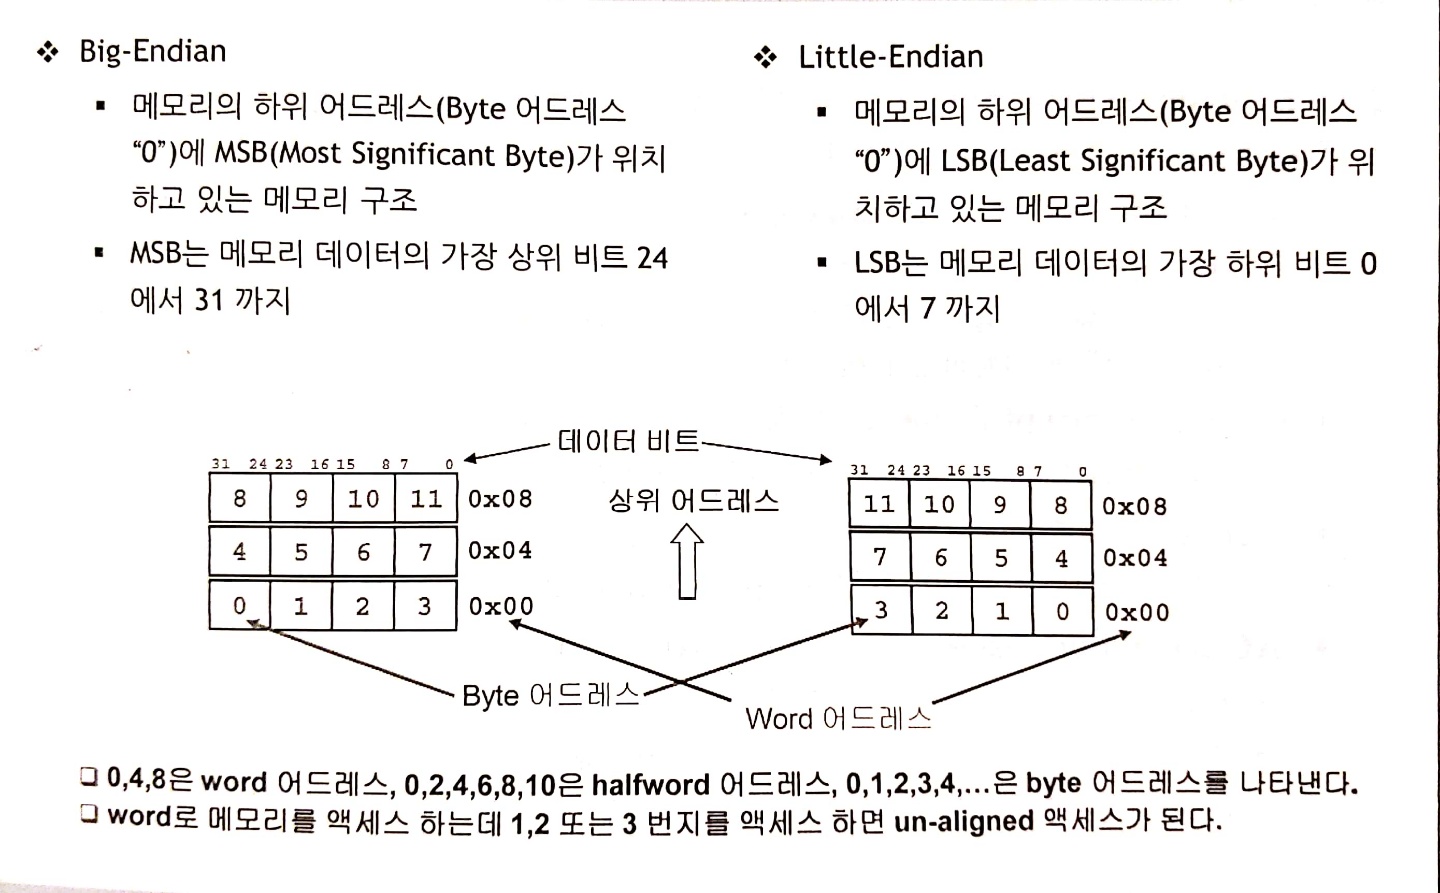 ❖ Big-Endian
▪ 메모리의 하위 어드레스(Byte 어드레스
“0”)에 MSB(Most Significant Byte)가 위치
하고 있는 메모리 구조
▪ MSB는 메모리 데이터의 가장 상위 비트 24
에서 31 까지
❖ Little-Endian
▪ 메모리의 하위 어드레스(Byte 어드레스
“0”)에 LSB(Least Significant Byte)가 위
치하고 있는 메모리 구조
▪ LSB는 메모리 데이터의 가장 하위 비트 0
에서 7 까지
데이터 비트
31 24 23 16 15 8 7 0
8 9 10 11 0x08
4 5 6 7 0x04
0 1 2 3 0x00
상위 어드레스
31 24 23 16 15 8 7 0
11 10 9 8 0x08
7 6 5 4 0x04
3 2 1 0 0x00
Byte 어드레스
Word 어드레스
❏ 0,4,8은 word 어드레스, 0,2,4,6,8,10은 halfword 어드레스, 0,1,2,3,4,...은 byte 어드레스를 나타낸다.
❏ word로 메모리를 액세스 하는데 1,2 또는 3 번지를 액세스 하면 un-aligned 액세스가 된다.